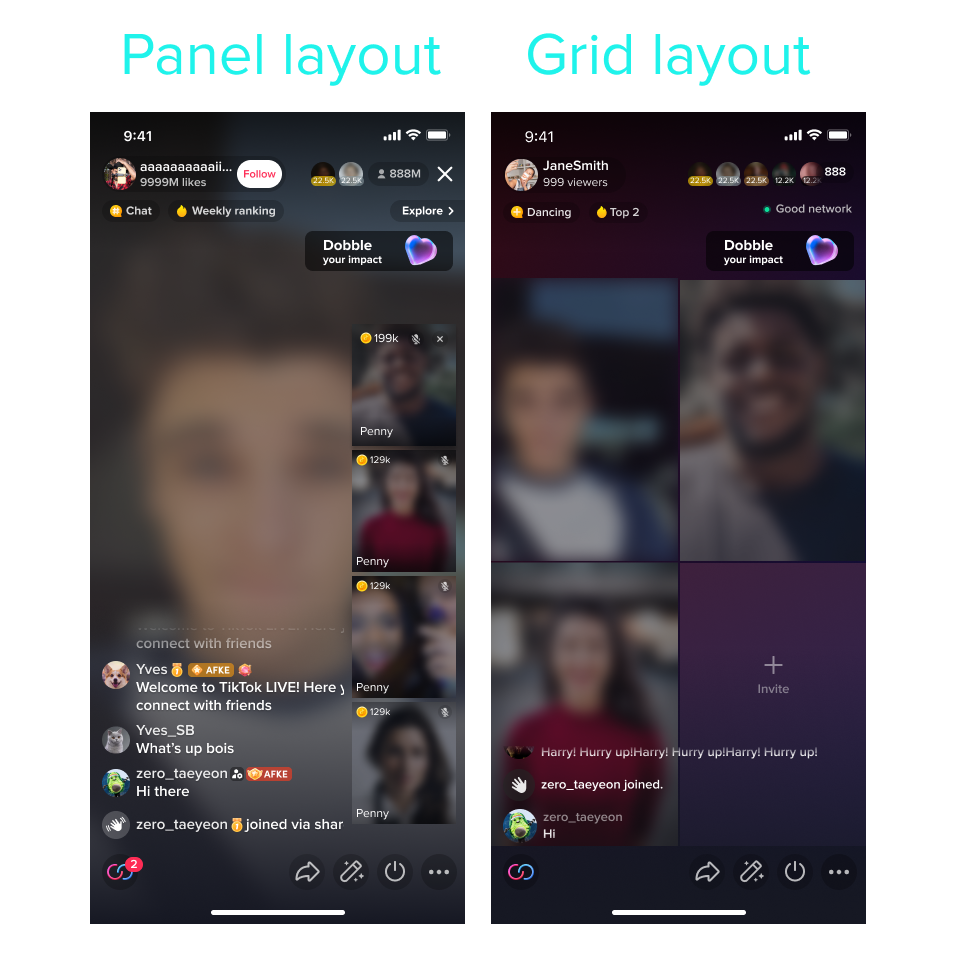 Panel layout
Grid layout
9:41
aaaaaaaaaaii...
9999M likes
Follow
22.5K
22.5K
888M
Chat
Weekly ranking
Explore
Dobble
your impact
199k
Penny
129k
Penny
129k
Penny
129k
Penny
connect with friends
Yves
AFKE
Welcome to TikTok LIVE! Here y
connect with friends
Yves_SB
What's up bois
zero_taeyeon
AFKE
Hi there
zero_taeyeon joined via shar
2
9:41
JaneSmith
999 viewers
22.5K
22.5K
22.5K
12.2K
12.2K
888
Dancing
Top 2
Good network
Dobble
your impact
Invite
Harry! Hurry up!Harry! Hurry up!Harry! Hurry up!
zero_taeyeon joined.
zero_taeyeon
Hi